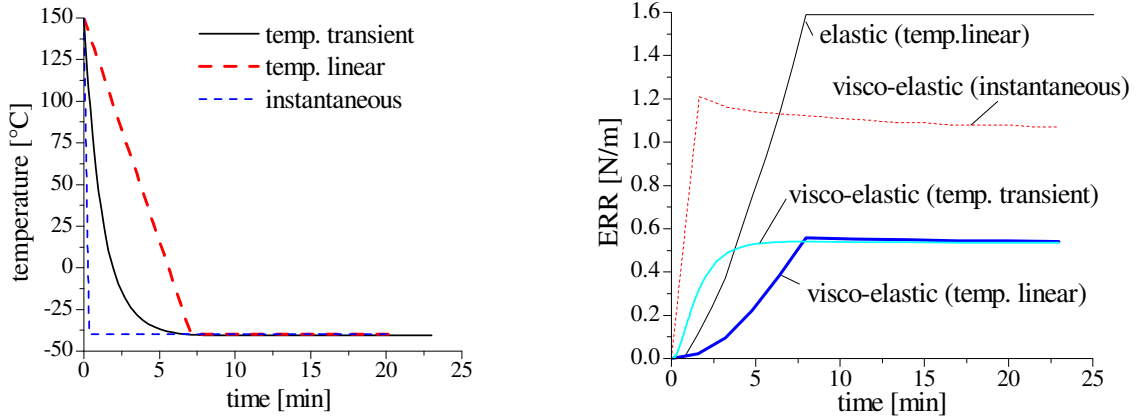 150
125
100
75
50
25
0
-25
-50
0
5
10
15
20
25
temperature [°C]
time [min]
temp. transient
temp. linear
instantaneous
1.6
1.4
1.2
1.0
0.8
0.6
0.4
0.2
0.0
0
5
10
15
20
25
ERR [N/m]
time [min]
elastic (temp.linear)
visco-elastic (instantaneous)
visco-elastic (temp. transient)
visco-elastic (temp. linear)